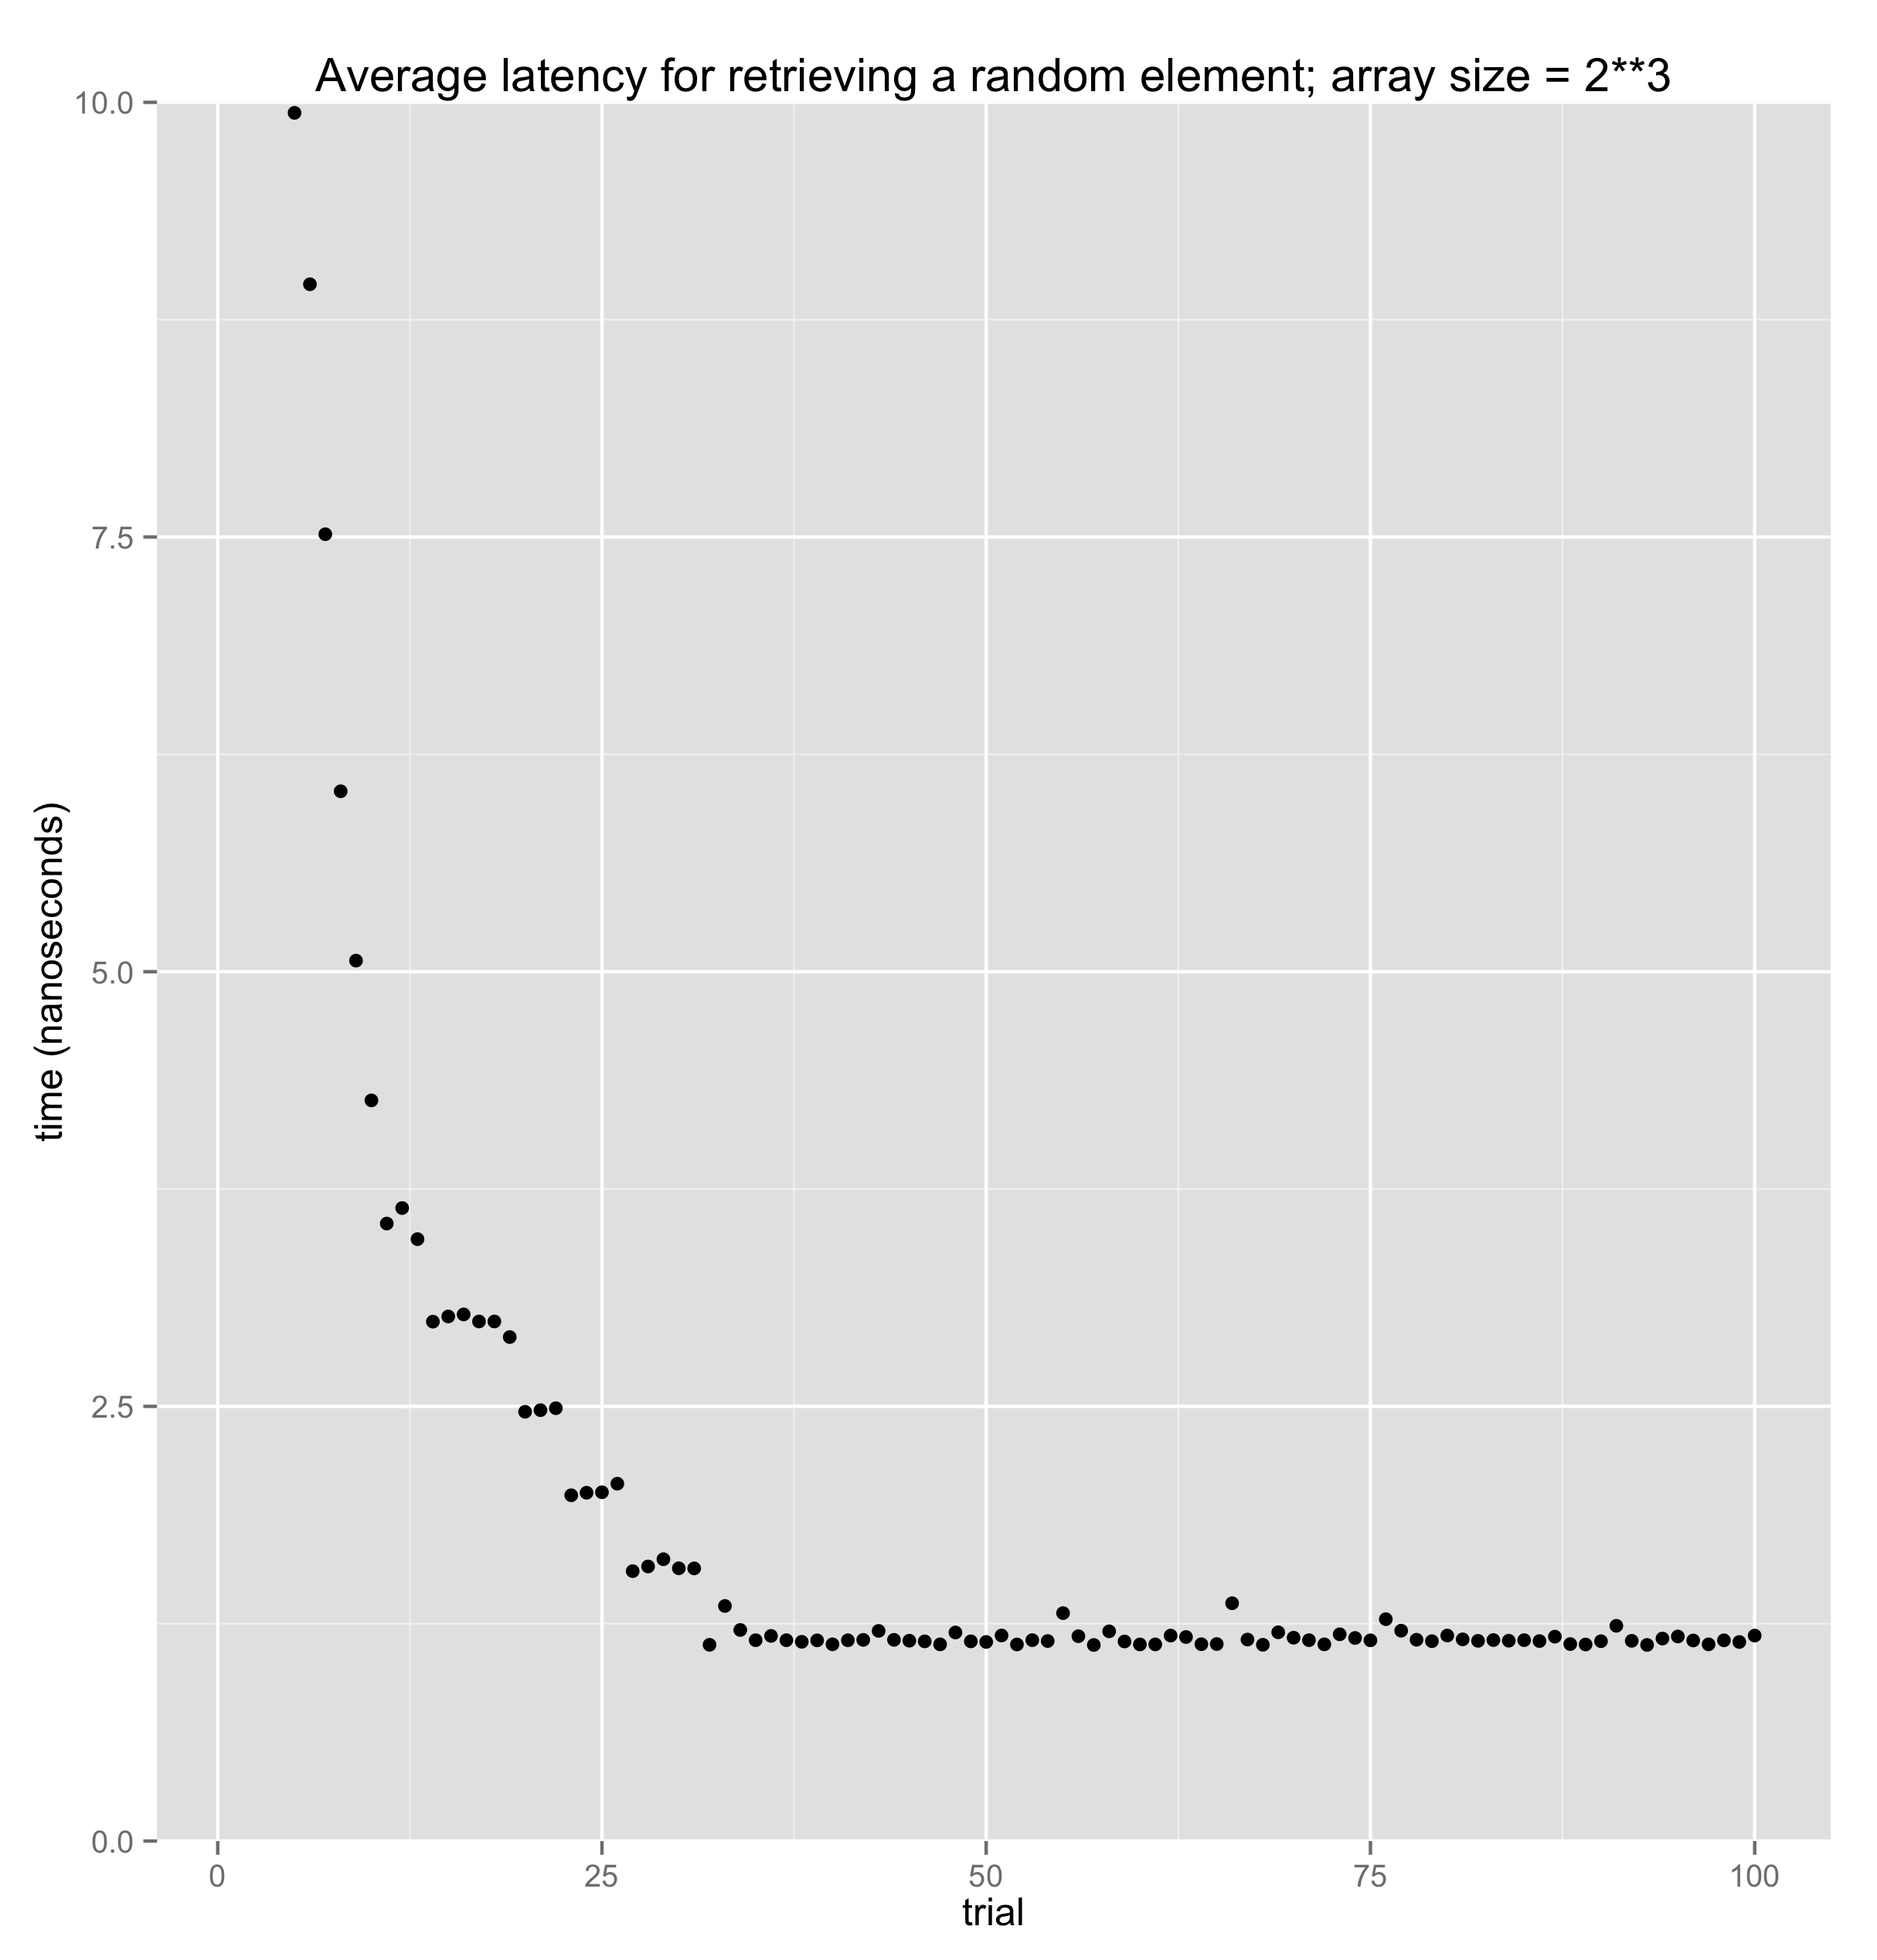 Average latency for retrieving a random element; array size = 2**3
10.0
7.5
5.0
2.5
0.0
time (nanoseconds)
0 25 50 75 100
trial